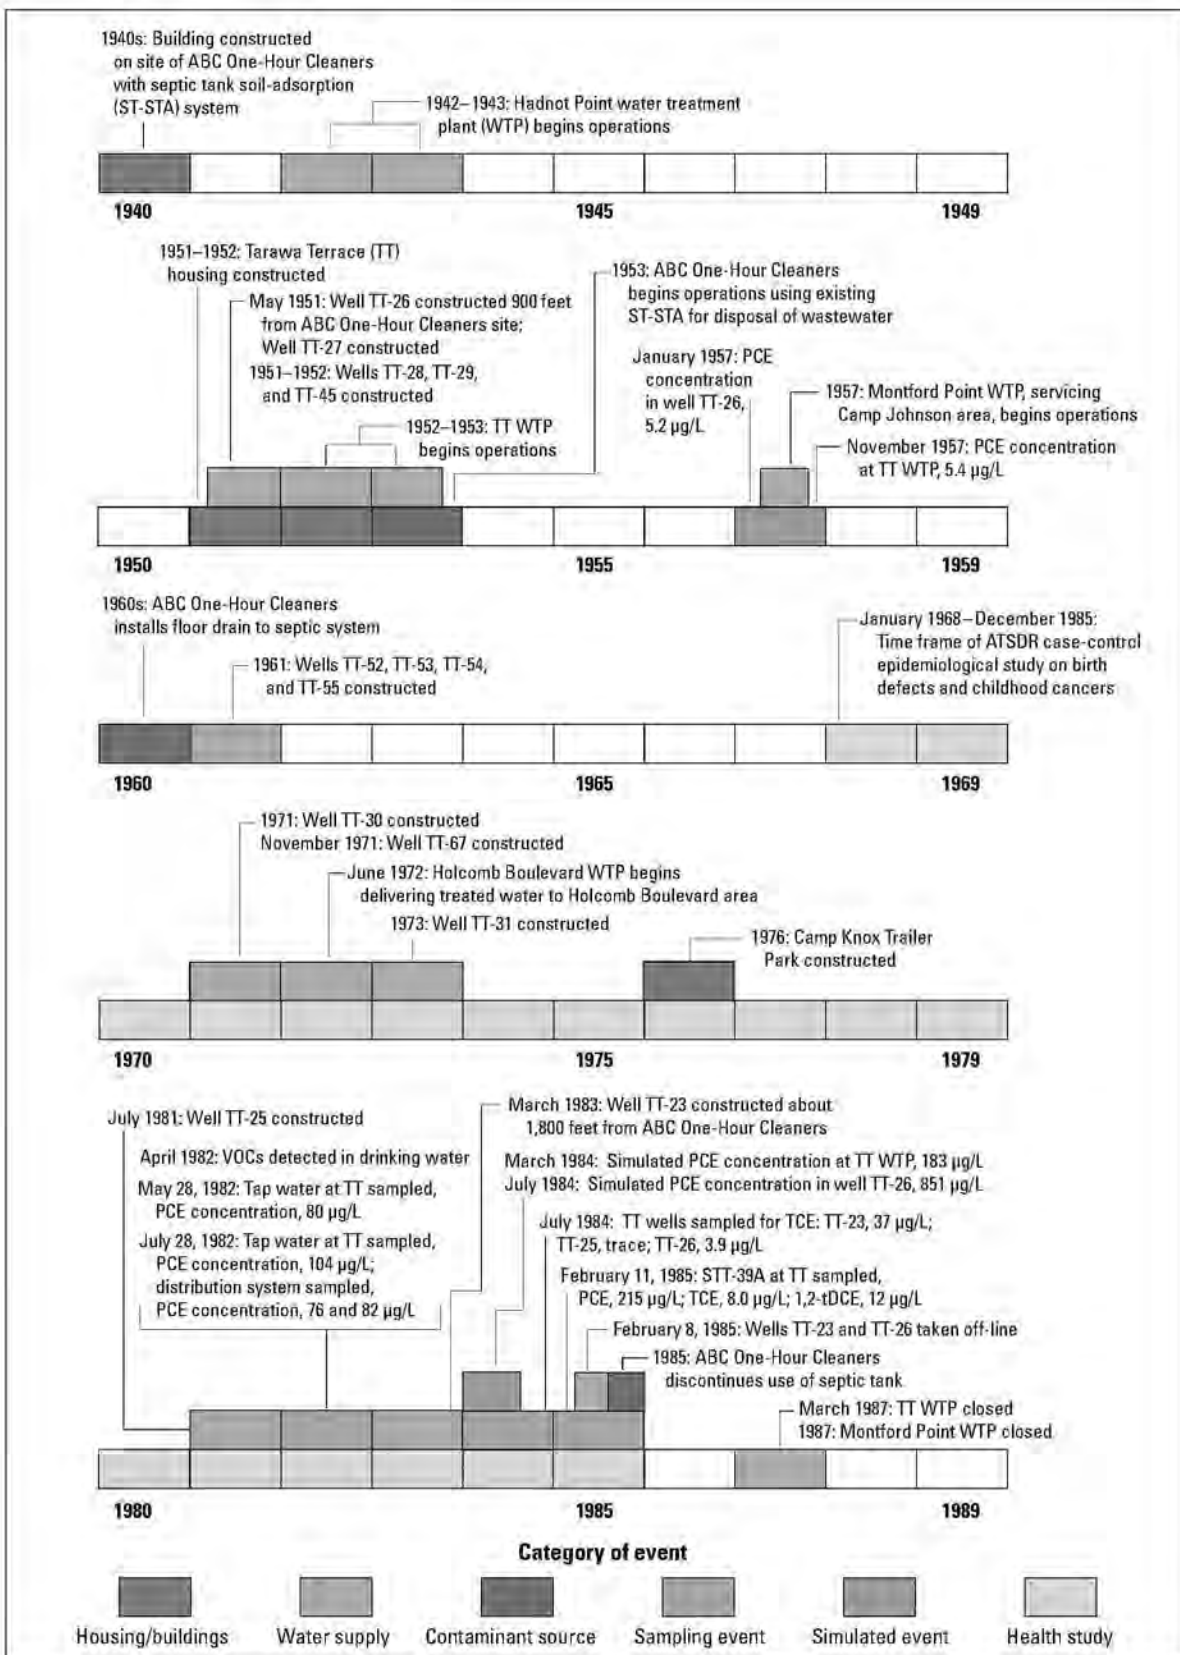 1940s: Building constructed
on site of ABC One-Hour Cleaners
with septic tank soil-adsorption
(ST-STA) system
1942–1943: Hadnot Point water treatment
plant (WTP) begins operations
1940
1945
1949
1951–1952: Tarawa Terrace (TT)
housing constructed
May 1951: Well TT-26 constructed 900 feet
from ABC One-Hour Cleaners site;
Well TT-27 constructed
1951–1952: Wells TT-28, TT-29,
and TT-45 constructed
1952–1953: TT WTP
begins operations
1953: ABC One-Hour Cleaners
begins operations using existing
ST-STA for disposal of wastewater
January 1957: PCE
concentration
in well TT-26,
5.2 µg/L
1957: Montford Point WTP, servicing
Camp Johnson area, begins operations
November 1957: PCE concentration
at TT WTP, 5.4 µg/L
1950
1955
1959
1960s: ABC One-Hour Cleaners
installs floor drain to septic system
1961: Wells TT-52, TT-53, TT-54,
and TT-55 constructed
January 1968–December 1985:
Time frame of ATSDR case-control
epidemiological study on birth
defects and childhood cancers
1960
1965
1969
1971: Well TT-30 constructed
November 1971: Well TT-67 constructed
June 1972: Holcomb Boulevard WTP begins
delivering treated water to Holcomb Boulevard area
1973: Well TT-31 constructed
1976: Camp Knox Trailer
Park constructed
1970
1975
1979
July 1981: Well TT-25 constructed
April 1982: VOCs detected in drinking water
May 28, 1982: Tap water at TT sampled,
PCE concentration, 80 µg/L
July 28, 1982: Tap water at TT sampled,
PCE concentration, 104 µg/L;
distribution system sampled,
PCE concentration, 76 and 82 µg/L
March 1983: Well TT-23 constructed about
1,800 feet from ABC One-Hour Cleaners
March 1984: Simulated PCE concentration at TT WTP, 183 µg/L
July 1984: Simulated PCE concentration in well TT-26, 851 µg/L
July 1984: TT wells sampled for TCE: TT-23, 37 µg/L;
TT-25, trace; TT-26, 3.9 µg/L
February 11, 1985: STT-39A at TT sampled,
PCE, 215 µg/L; TCE, 8.0 µg/L; 1,2-tDCE, 12 µg/L
February 8, 1985: Wells TT-23 and TT-26 taken off-line
1985: ABC One-Hour Cleaners
discontinues use of septic tank
March 1987: TT WTP closed
1987: Montford Point WTP closed
1980
1985
1989
Category of event
Housing/buildings
Water supply
Contaminant source
Sampling event
Simulated event
Health study